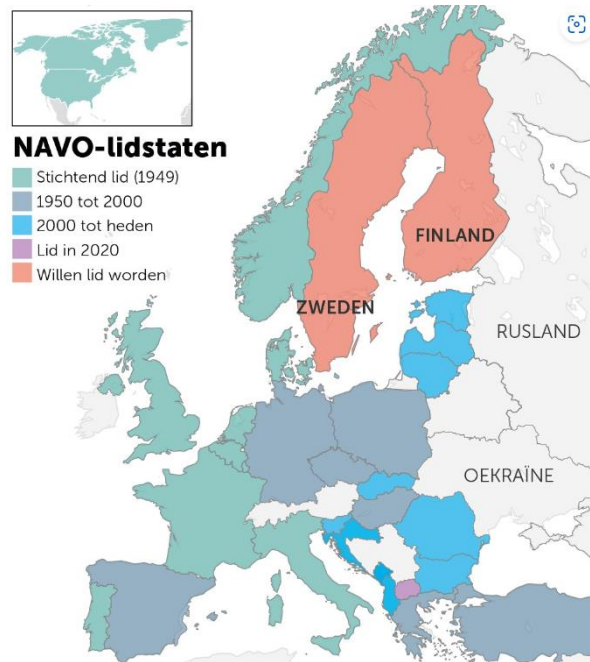 NAVO-lidstaten
Stichtend lid (1949)
1950 tot 2000
2000 tot heden
Lid in 2020
Willen lid worden
FINLAND
ZWEDEN
RUSLAND
OEKRAÏNE